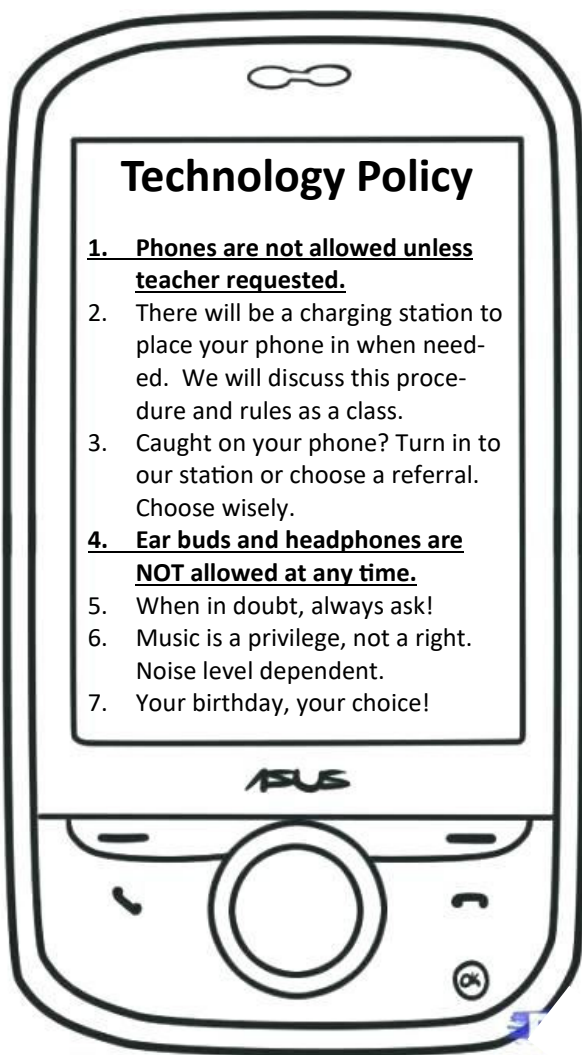 Technology Policy
1. Phones are not allowed unless
teacher requested.
2. There will be a charging station to
place your phone in when need-
ed.  We will discuss this proce-
dure and rules as a class.
3. Caught on your phone? Turn in to
our station or choose a referral.
Choose wisely.
4. Ear buds and headphones are
NOT allowed at any time.
5. When in doubt, always ask!
6. Music is a privilege, not a right.
Noise level dependent.
7. Your birthday, your choice!
ASUS
OK